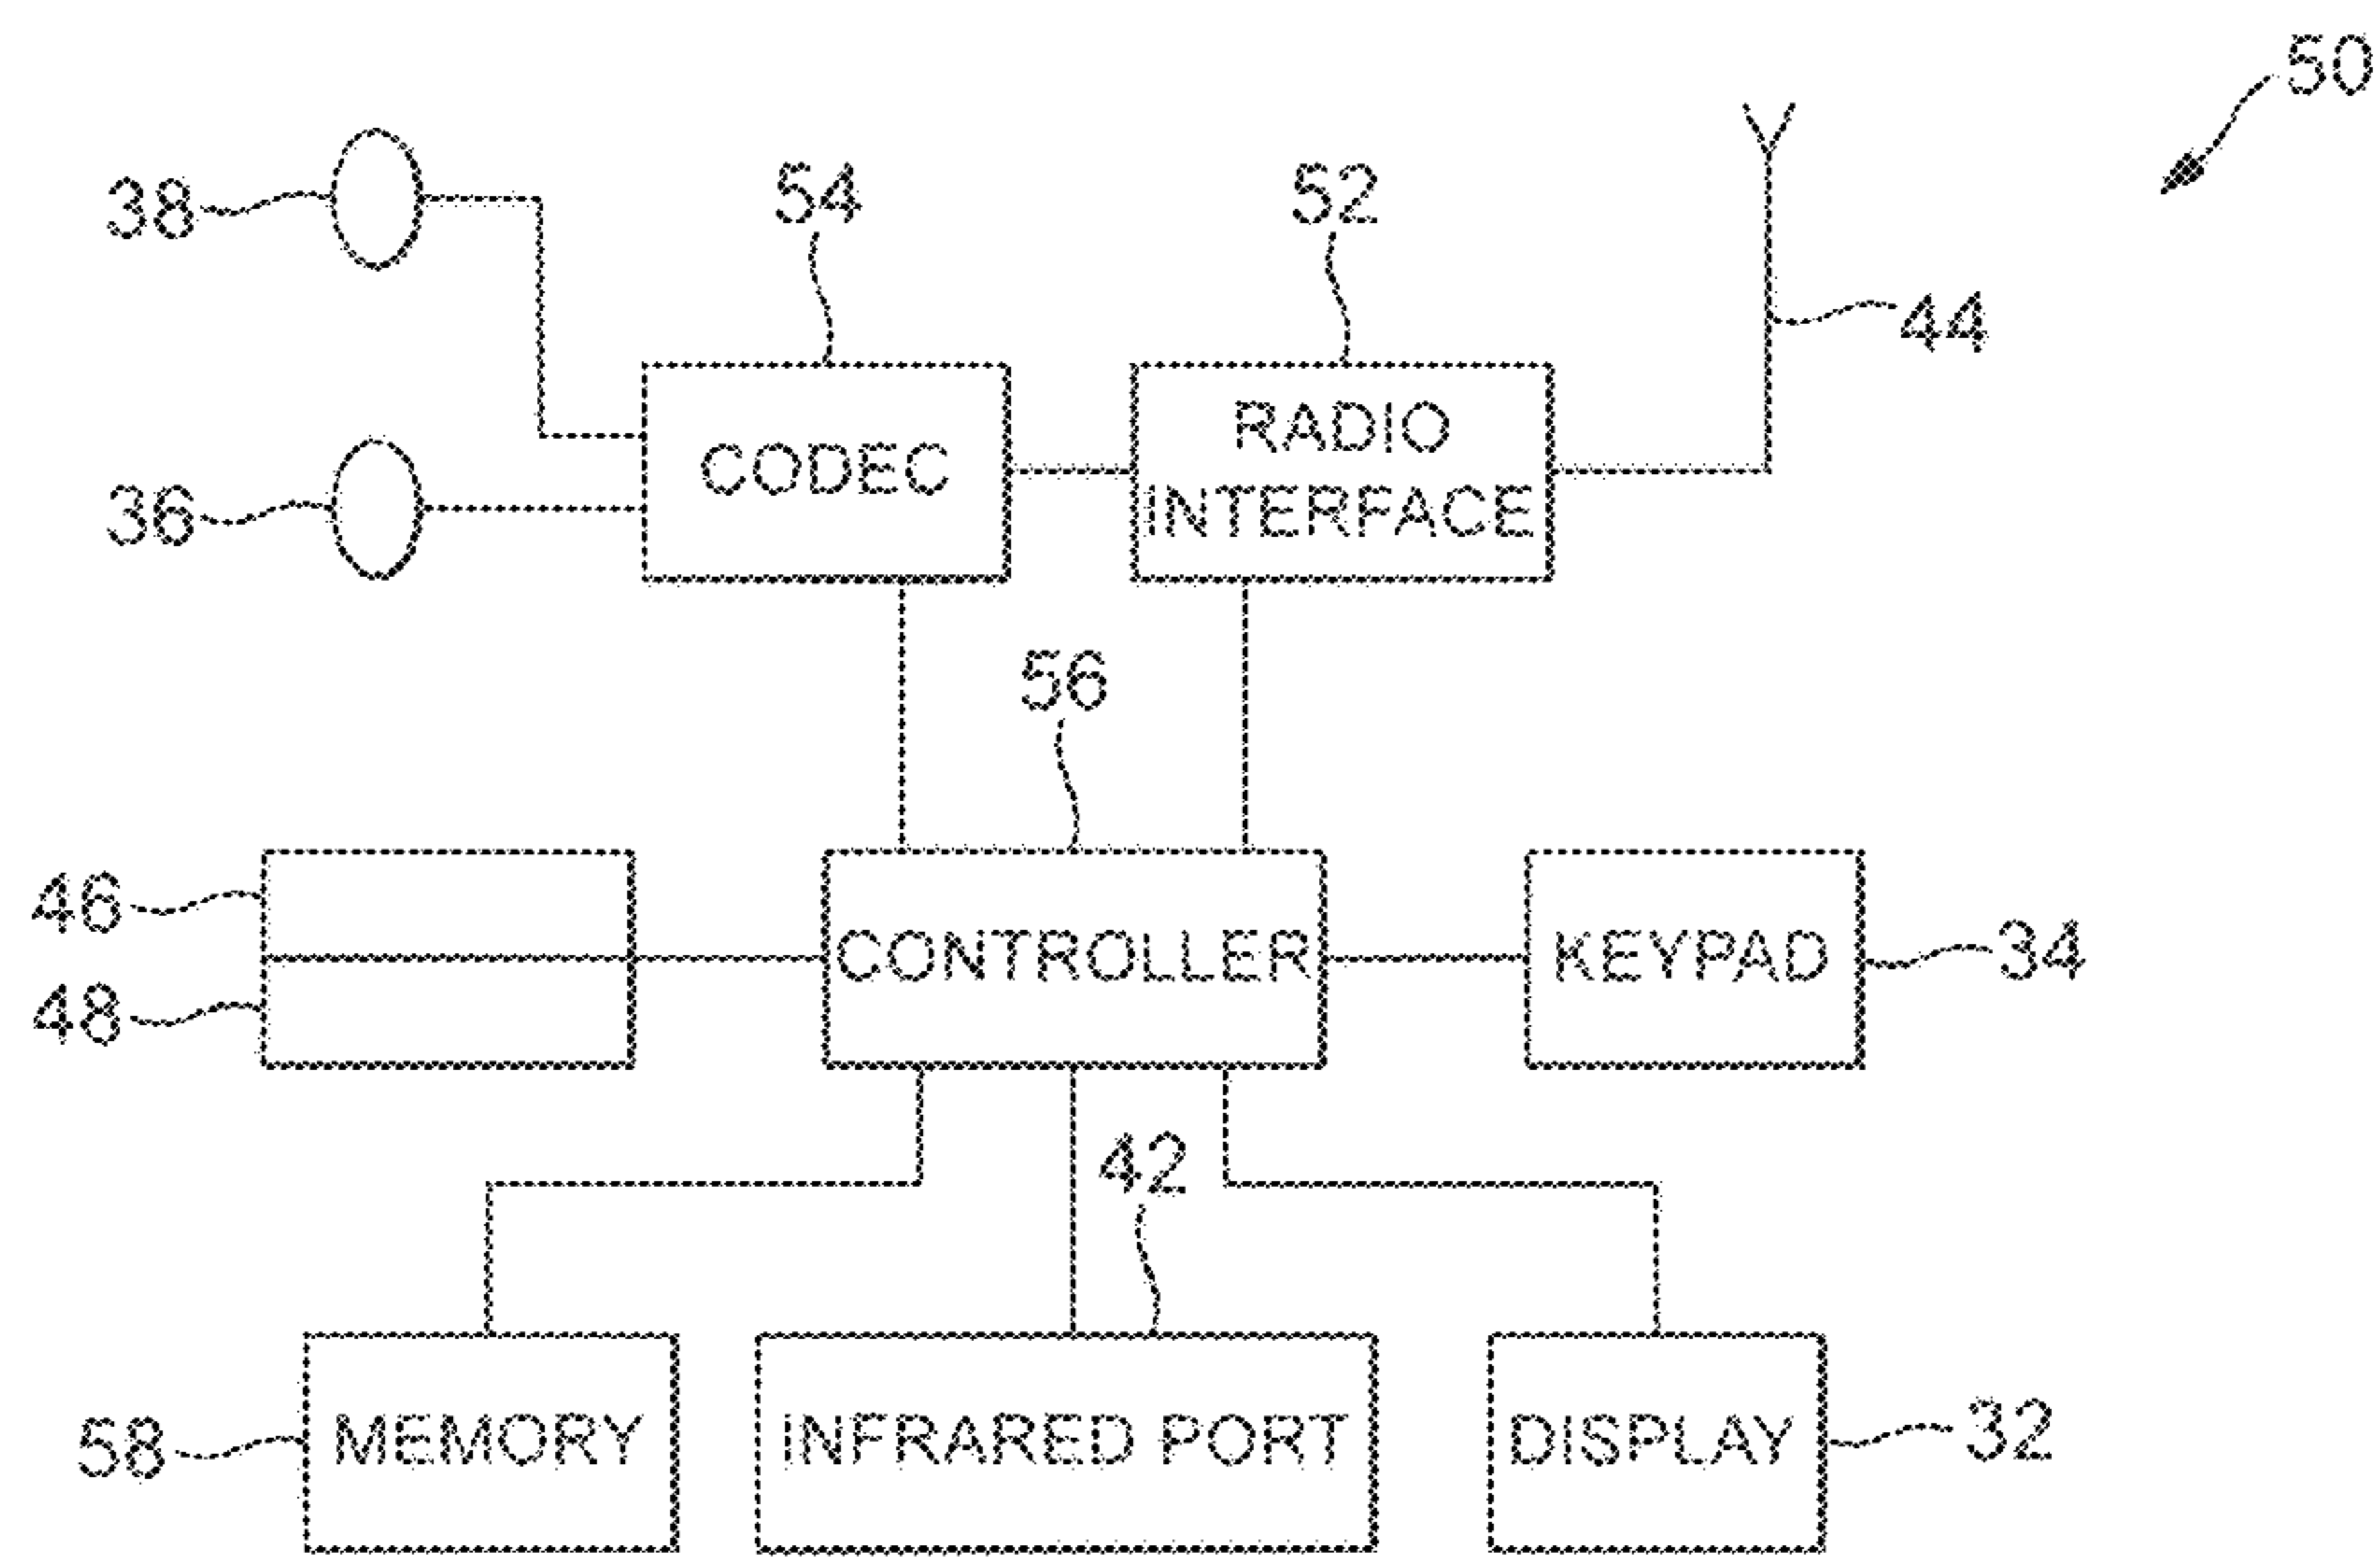 50
38
54
52
44
CODEC
RADIO
INTERFACE
36
56
46
CONTROLLER
KEYPAD
34
48
42
58
MEMORY
INFRARED PORT
DISPLAY
32